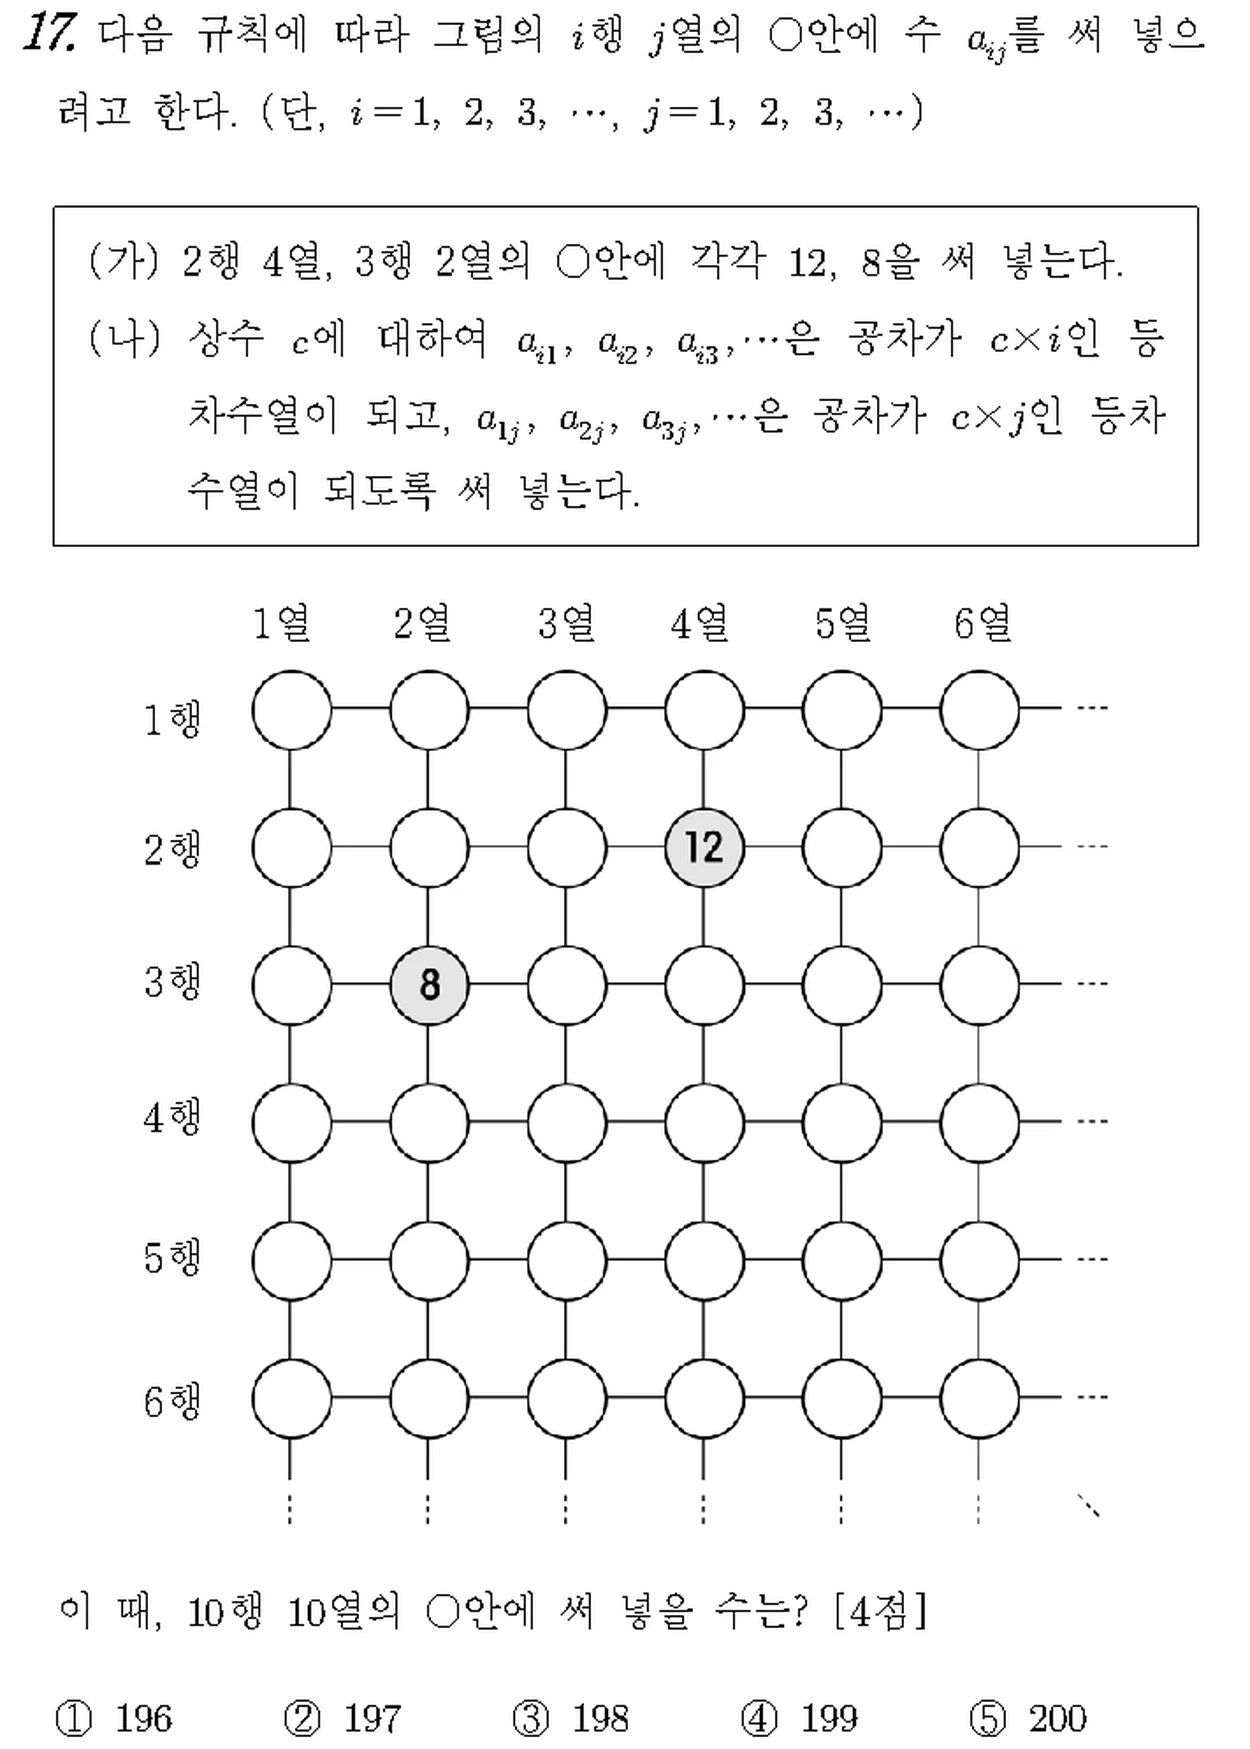 17. 다음 규칙에 따라 그림의 i행 j열의 ○안에 수 aij를 써 넣으
려고 한다. (단, i=1, 2, 3, ⋯, j=1, 2, 3, ⋯)
(가) 2행 4열, 3행 2열의 ○안에 각각 12, 8을 써 넣는다.
(나) 상수 c에 대하여 ai1, ai2, ai3, ⋯은 공차가 c×i인 등
차수열이 되고, a1j, a2j, a3j, ⋯은 공차가 c×j인 등차
수열이 되도록 써 넣는다.
1열 2열 3열 4열 5열 6열
1행
2행 12
3행 8
4행
5행
6행
이 때, 10행 10열의 ○안에 써 넣을 수는? [4점]
① 196 ② 197 ③ 198 ④ 199 ⑤ 200